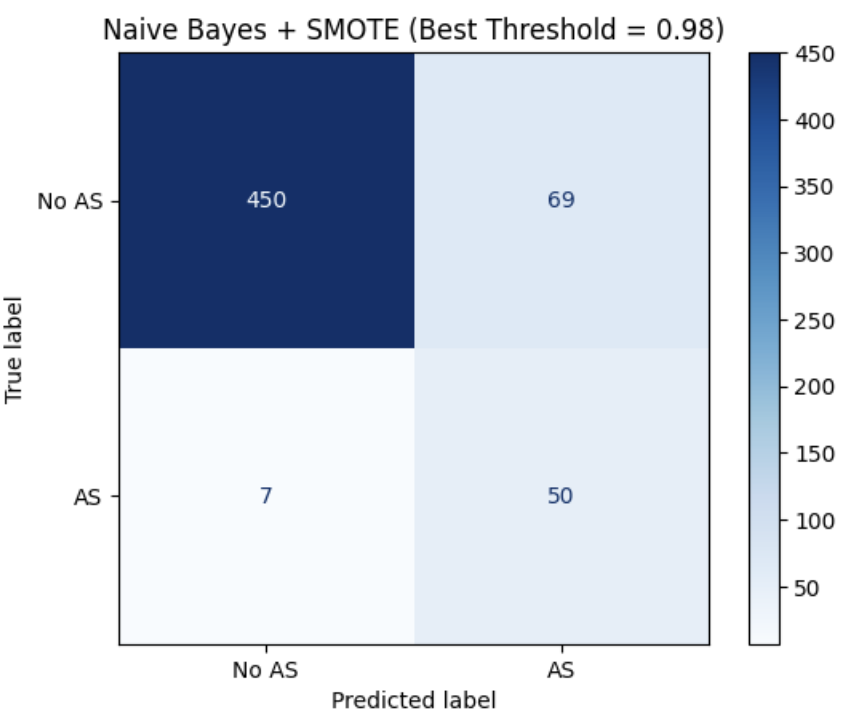 Naive Bayes + SMOTE (Best Threshold = 0.98)
450
400
350
300
250
200
150
100
50
No AS
AS
True label
450
69
7
50
No AS
AS
Predicted label